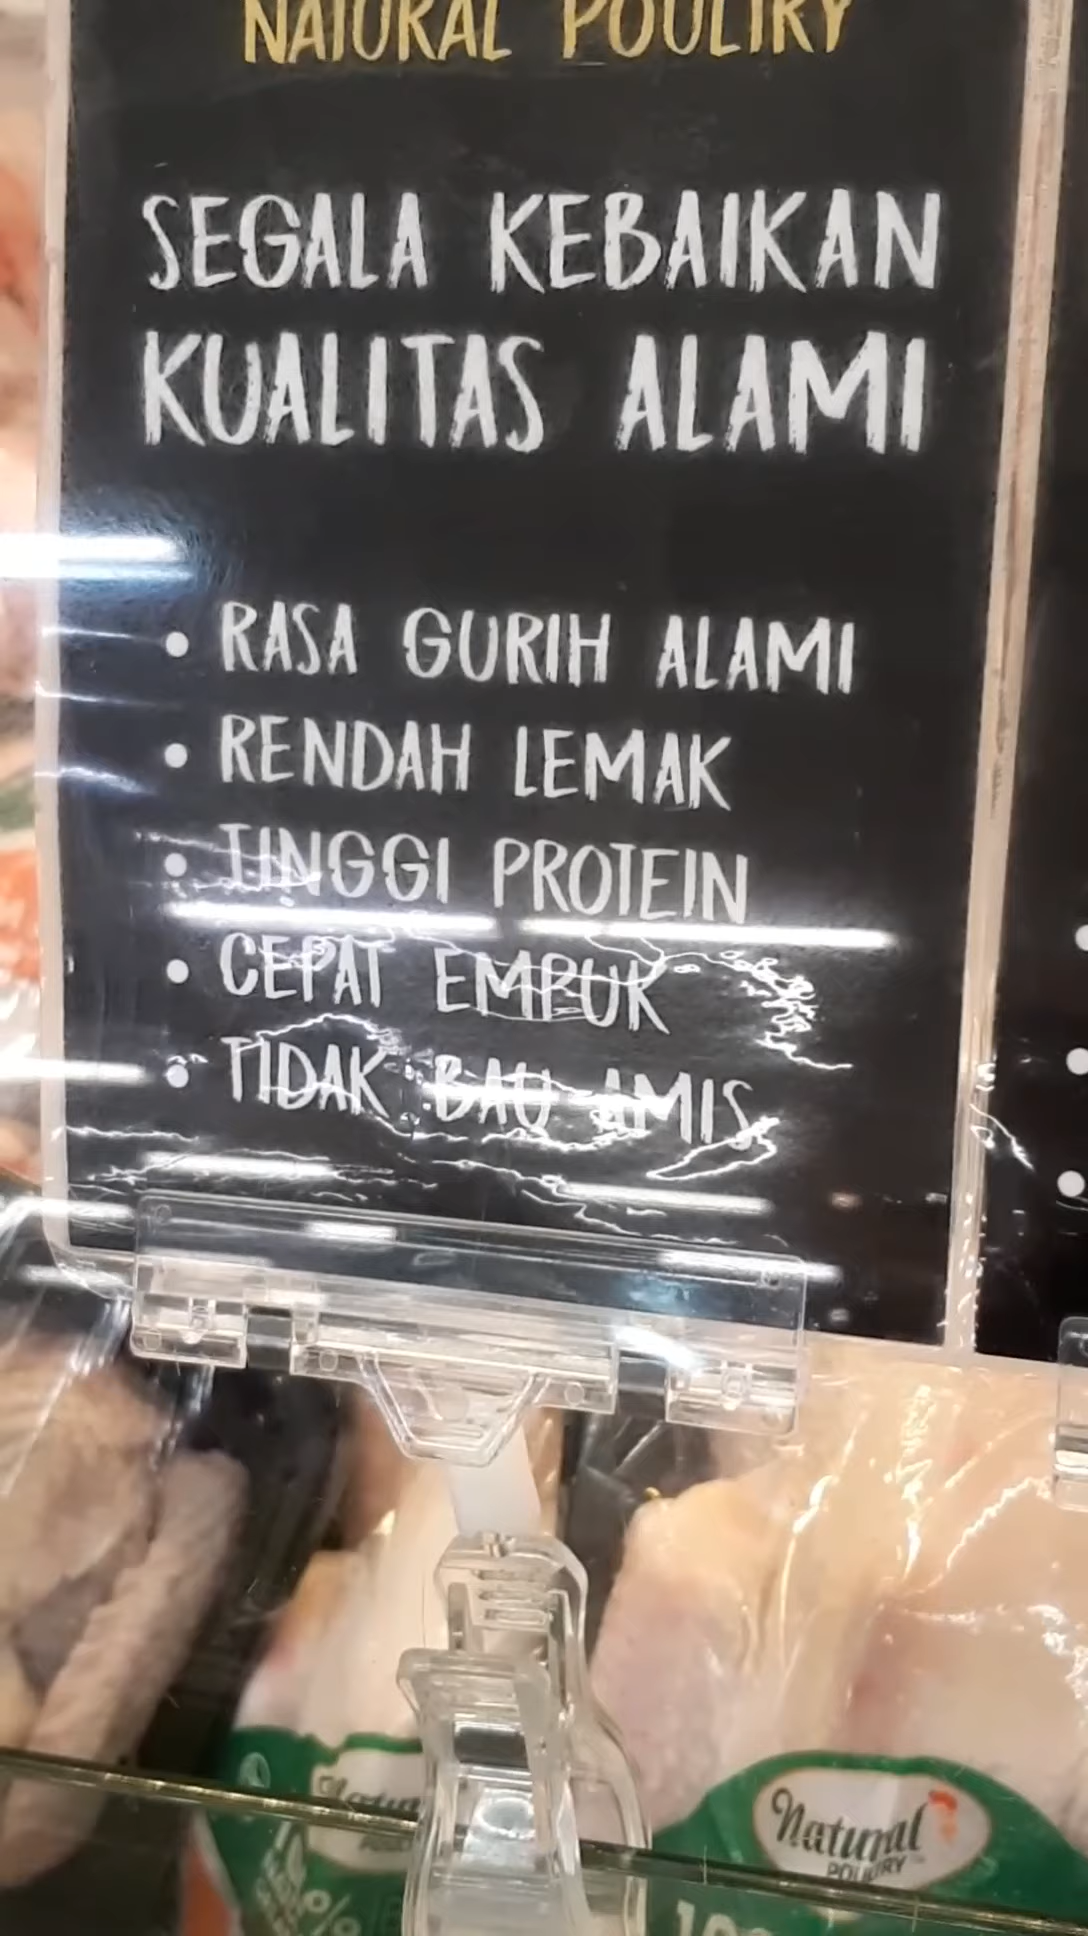 NATURAL POULTRY
SEGALA KEBAIKAN
KUALITAS ALAMI
• RASA GURIH ALAMI
• RENDAH LEMAK
• TINGGI PROTEIN
• CEPAT EMPUK
• TIDAK BAU AMIS
Natural
POULTRY